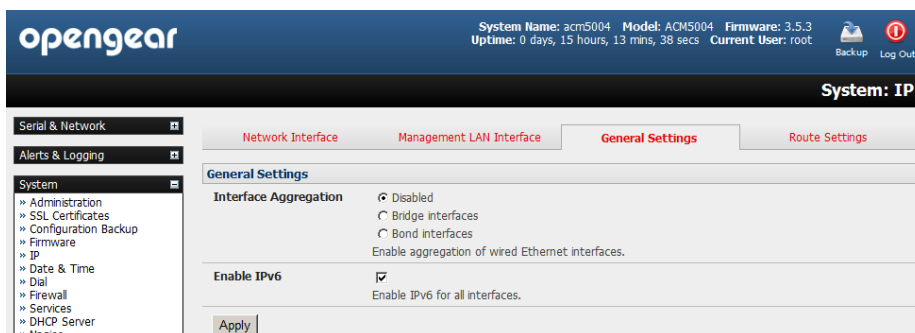 opengear
System Name: acm5004 Model: ACM5004 Firmware: 3.5.3
Uptime: 0 days, 15 hours, 13 mins, 38 secs Current User: root
Backup
Log Out
System: IP
Serial & Network
Alerts & Logging
System
» Administration
» SSL Certificates
» Configuration Backup
» Firmware
» IP
» Date & Time
» Dial
» Firewall
» Services
» DHCP Server
Network Interface
Management LAN Interface
General Settings
Route Settings
General Settings
Interface Aggregation
Disabled
Bridge interfaces
Bond interfaces
Enable aggregation of wired Ethernet interfaces.
Enable IPv6
Enable IPv6 for all interfaces.
Apply